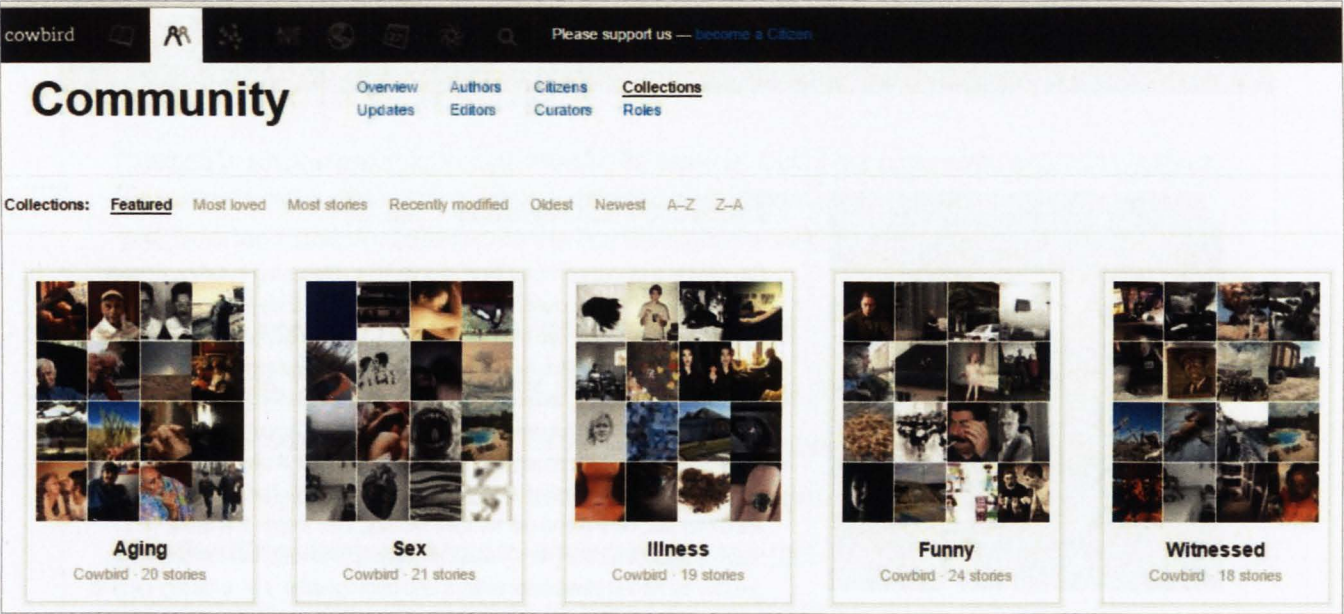 cowbird Please support us — become a Citizen
Community
Overview Authors Citizens Collections
Updates Editors Curators Roles
Collections: Featured Most loved Most stories Recently modified Oldest Newest A–Z Z–A
Aging Sex Illness Funny Witnessed
Cowbird · 20 stories Cowbird · 21 stories Cowbird · 19 stories Cowbird · 24 stories Cowbird · 18 stories